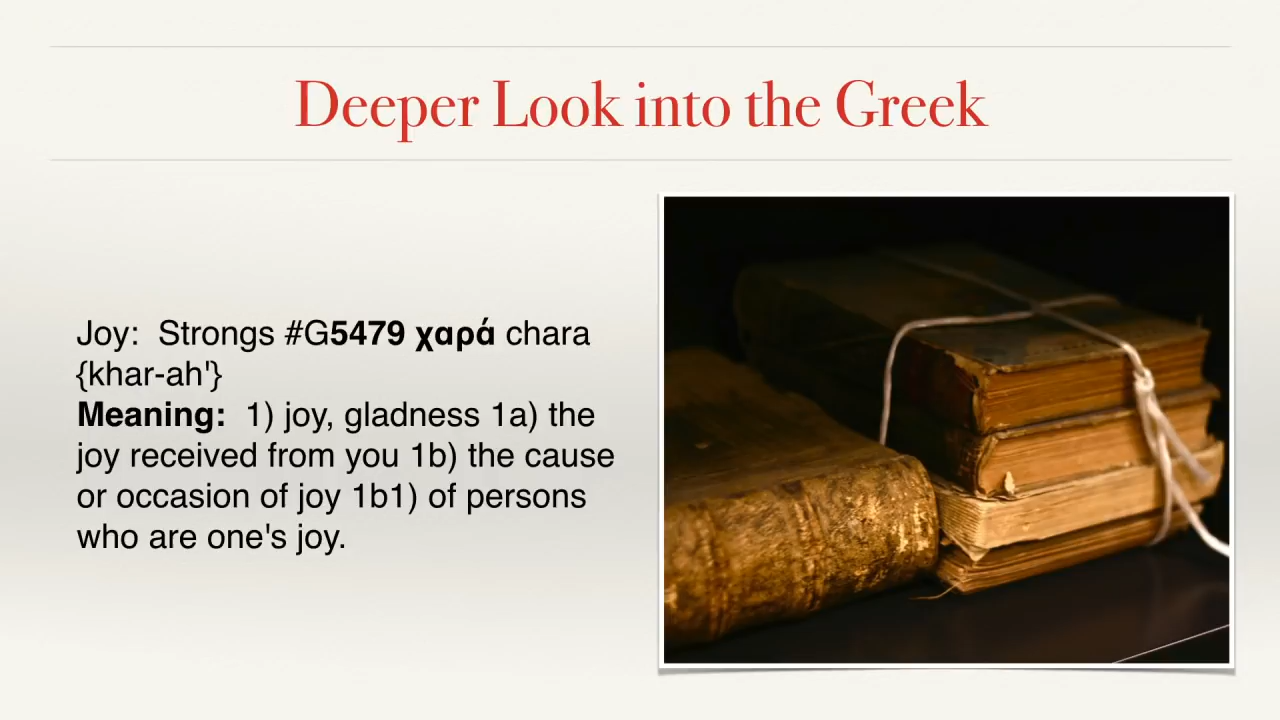 Deeper Look into the Greek
Joy:  Strongs #G5479 χαρά chara
{khar-ah'}
Meaning:  1) joy, gladness 1a) the
joy received from you 1b) the cause
or occasion of joy 1b1) of persons
who are one's joy.